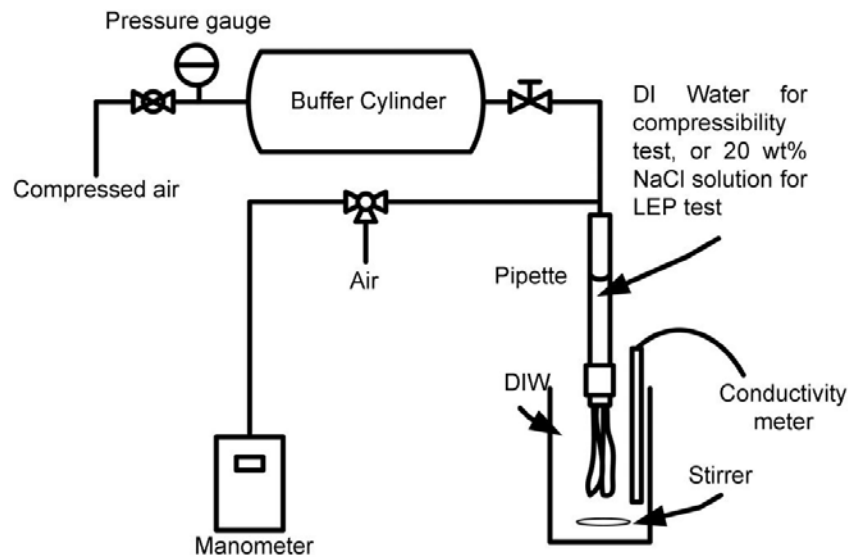 Pressure gauge
Buffer Cylinder
Compressed air
DI Water for
compressibility
test, or 20 wt%
NaCl solution for
LEP test
Air
Pipette
DIW
Conductivity
meter
Stirrer
Manometer